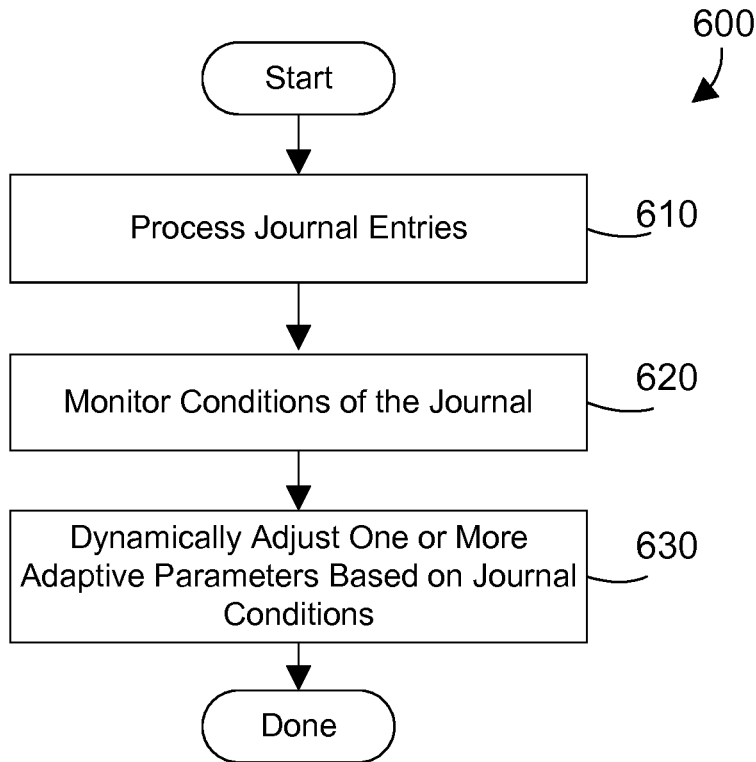 600
Start
Process Journal Entries
610
Monitor Conditions of the Journal
620
Dynamically Adjust One or More
Adaptive Parameters Based on Journal
Conditions
630
Done